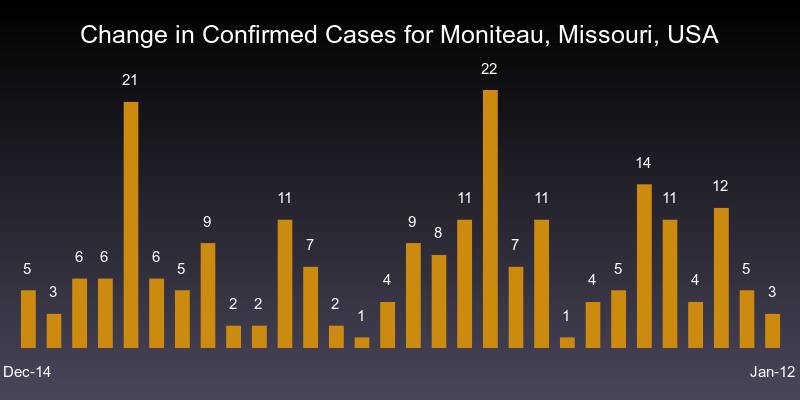 Change in Confirmed Cases for Moniteau, Missouri, USA
5 3 6 6 21 6 5 9 2 2 11 7 2 1 4 9 8 11 22 7 11 1 4 5 14 11 4 12 5 3
Dec-14 Jan-12